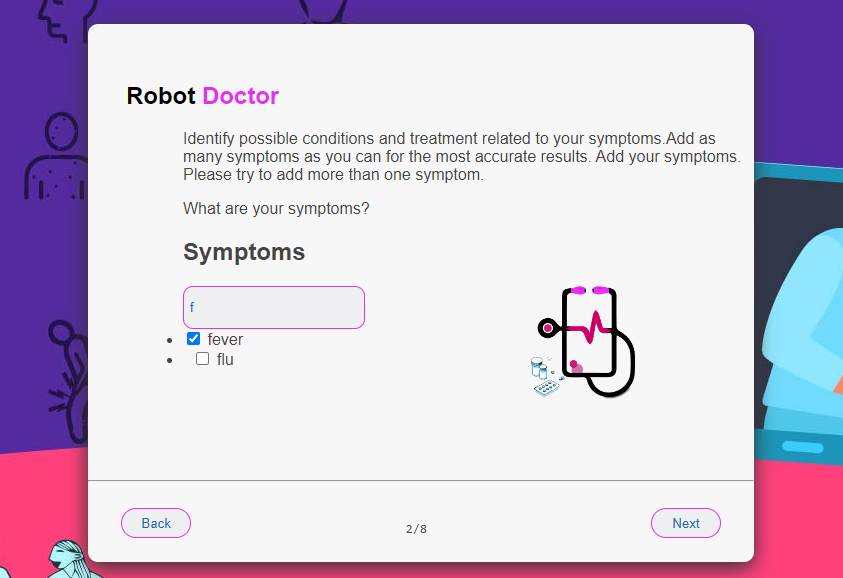 Robot Doctor
Identify possible conditions and treatment related to your symptoms.Add as
many symptoms as you can for the most accurate results. Add your symptoms.
Please try to add more than one symptom.
What are your symptoms?
Symptoms
f
fever
flu
Back
2/8
Next